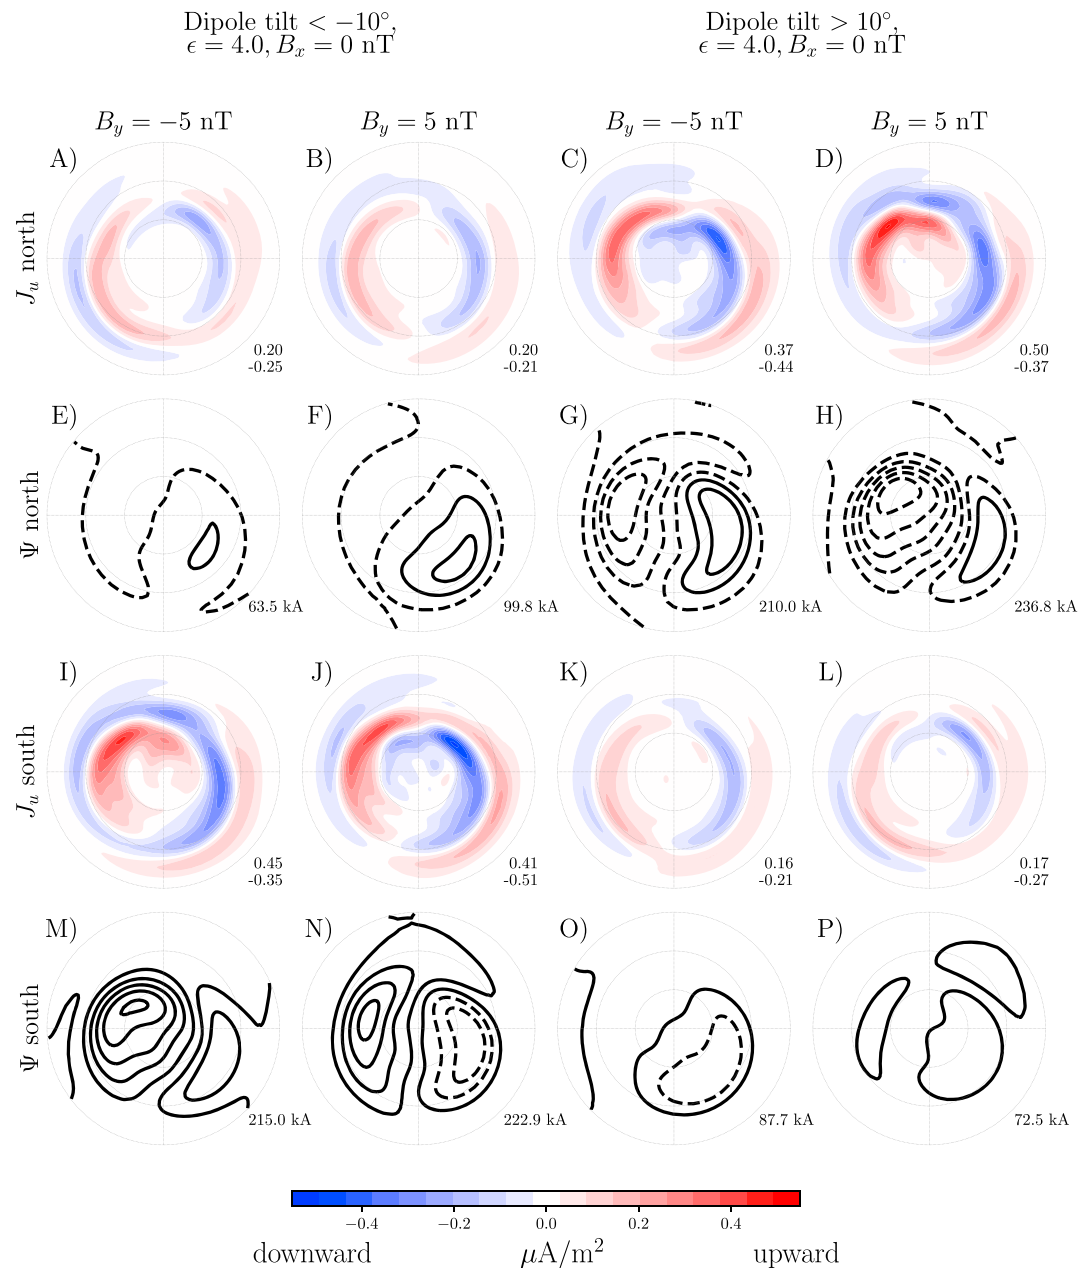 Dipole tilt < −10°,
ϵ = 4.0, Bₓ = 0 nT
Dipole tilt > 10°,
ϵ = 4.0, Bₓ = 0 nT
B_y = −5 nT
B_y = 5 nT
B_y = −5 nT
B_y = 5 nT
J_u north
A)
0.20
-0.25
B)
0.20
-0.21
C)
0.37
-0.44
D)
0.50
-0.37
Ψ north
E)
63.5 kA
F)
99.8 kA
G)
210.0 kA
H)
236.8 kA
J_u south
I)
0.45
-0.35
J)
0.41
-0.51
K)
0.16
-0.21
L)
0.17
-0.27
Ψ south
M)
215.0 kA
N)
222.9 kA
O)
87.7 kA
P)
72.5 kA
−0.4 −0.2 0.0 0.2 0.4
downward μA/m² upward